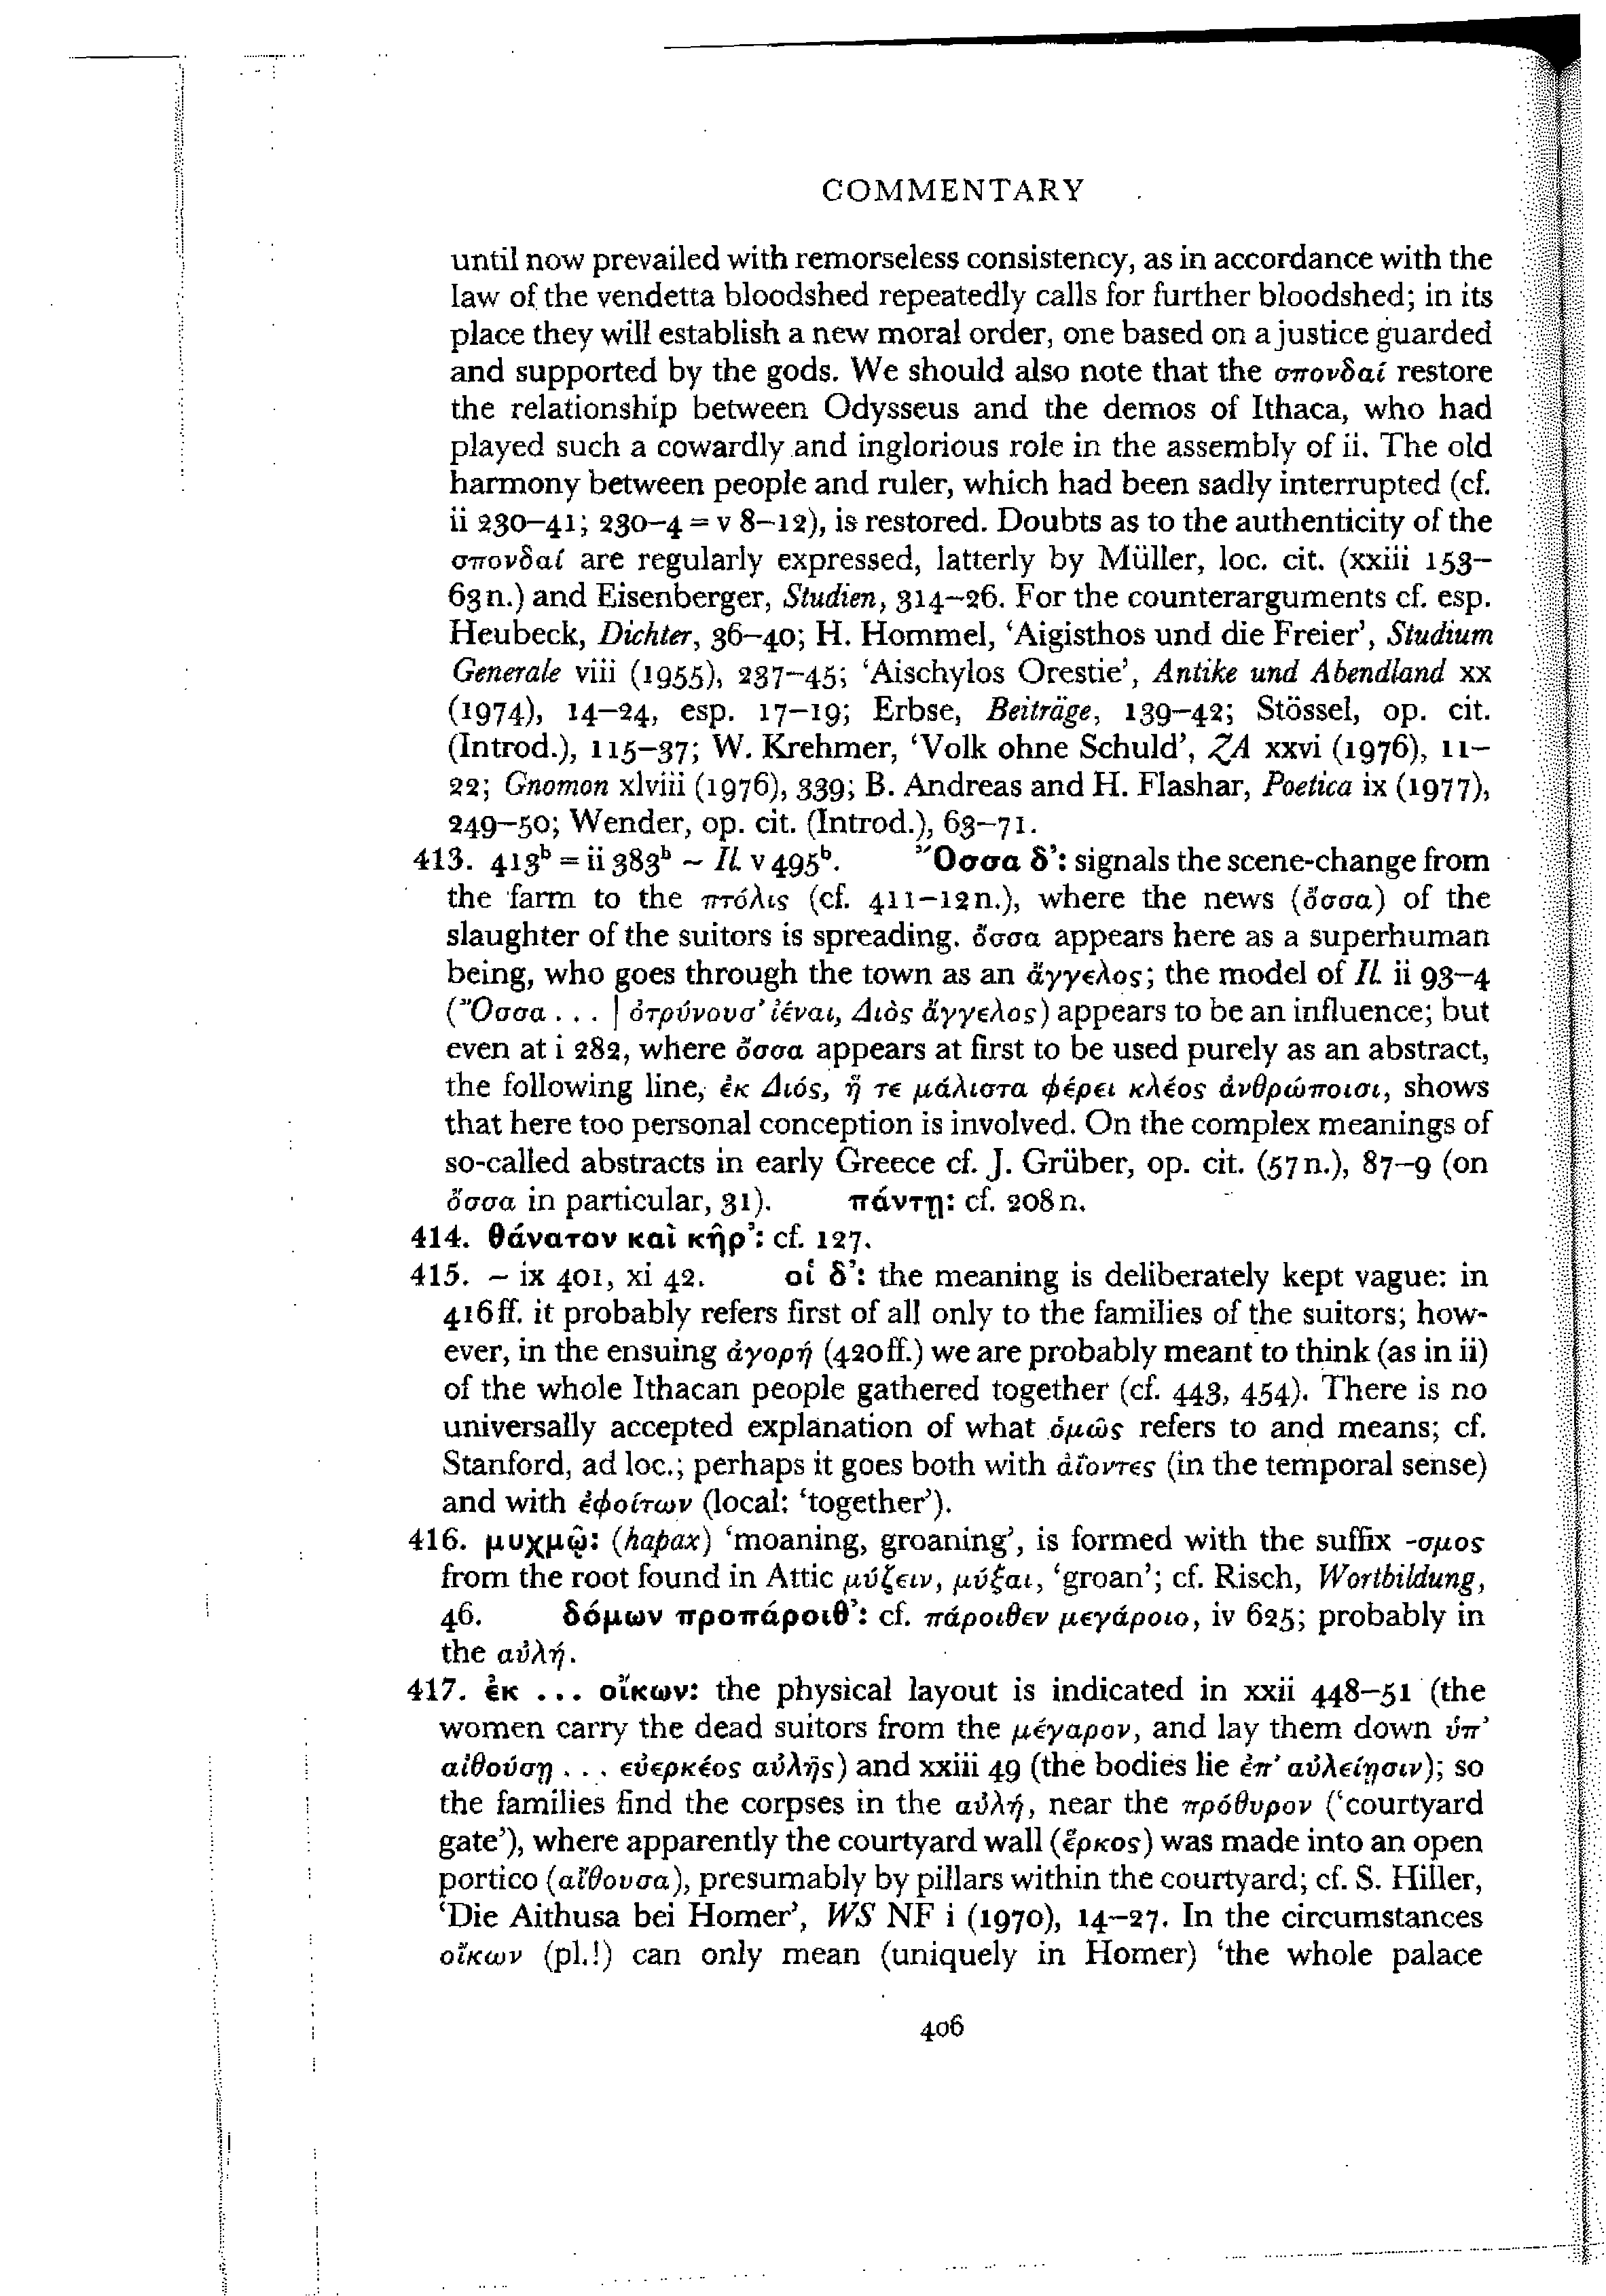 COMMENTARY
until now prevailed with remorseless consistency, as in accordance with the
law of the vendetta bloodshed repeatedly calls for further bloodshed; in its
place they will establish a new moral order, one based on a justice guarded
and supported by the gods. We should also note that the σπονδαί restore
the relationship between Odysseus and the demos of Ithaca, who had
played such a cowardly and inglorious role in the assembly of ii. The old
harmony between people and ruler, which had been sadly interrupted (cf.
ii 230–41; 230–4 = v 8–12), is restored. Doubts as to the authenticity of the
σπονδαί are regularly expressed, latterly by Müller, loc. cit. (xxiii 153–
63 n.) and Eisenberger, Studien, 314–26. For the counterarguments cf. esp.
Heubeck, Dichter, 36–40; H. Hommel, ‘Aigisthos und die Freier’, Studium
Generale viii (1955), 237–45; ‘Aischylos Orestie’, Antike und Abendland xx
(1974), 14–24, esp. 17–19; Erbse, Beiträge, 139–42; Stössel, op. cit.
(Introd.), 115–37; W. Krehmer, ‘Volk ohne Schuld’, ZA xxvi (1976), 11–
22; Gnomon xlviii (1976), 339; B. Andreas and H. Flashar, Poetica ix (1977),
249–50; Wender, op. cit. (Introd.), 63–71.
413. 413ᵇ = ii 383ᵇ ~ Il. v 495ᵇ. Ὄσσα δ’: signals the scene-change from
the farm to the πτόλις (cf. 411–12 n.), where the news (ὄσσα) of the
slaughter of the suitors is spreading. ὄσσα appears here as a superhuman
being, who goes through the town as an ἄγγελος; the model of Il. ii 93–4
(Ὄσσα . . . | ὀτρύνουσ’ ἰέναι, Διὸς ἄγγελος) appears to be an influence; but
even at i 282, where ὄσσα appears at first to be used purely as an abstract,
the following line, ἐκ Διός, ἥ τε μάλιστα φέρει κλέος ἀνθρώποισι, shows
that here too personal conception is involved. On the complex meanings of
so-called abstracts in early Greece cf. J. Grüber, op. cit. (57 n.), 87–9 (on
ὄσσα in particular, 31). πάντῃ: cf. 208 n.
414. θάνατον καὶ κῆρ’: cf. 127.
415. ~ ix 401, xi 42. οἱ δ’: the meaning is deliberately kept vague: in
416 ff. it probably refers first of all only to the families of the suitors; how-
ever, in the ensuing ἀγορή (420 ff.) we are probably meant to think (as in ii)
of the whole Ithacan people gathered together (cf. 443, 454). There is no
universally accepted explanation of what ὁμῶς refers to and means; cf.
Stanford, ad loc.; perhaps it goes both with ἀΐοντες (in the temporal sense)
and with ἐφοίτων (local: ‘together’).
416. μυχμῷ: (hapax) ‘moaning, groaning’, is formed with the suffix -σμος
from the root found in Attic μύζειν, μύξαι, ‘groan’; cf. Risch, Wortbildung,
46. δόμων προπάροιθ’: cf. πάροιθεν μεγάροιο, iv 625; probably in
the αὐλή.
417. ἐκ . . . οἴκων: the physical layout is indicated in xxii 448–51 (the
women carry the dead suitors from the μέγαρον, and lay them down ὑπ’
αἰθούσῃ . . . εὐερκέος αὐλῆς) and xxiii 49 (the bodies lie ἐπ’ αὐλείῃσιν); so
the families find the corpses in the αὐλή, near the πρόθυρον (‘courtyard
gate’), where apparently the courtyard wall (ἕρκος) was made into an open
portico (αἴθουσα), presumably by pillars within the courtyard; cf. S. Hiller,
‘Die Aithusa bei Homer’, WS NF i (1970), 14–27. In the circumstances
οἴκων (pl.!) can only mean (uniquely in Homer) ‘the whole palace
406